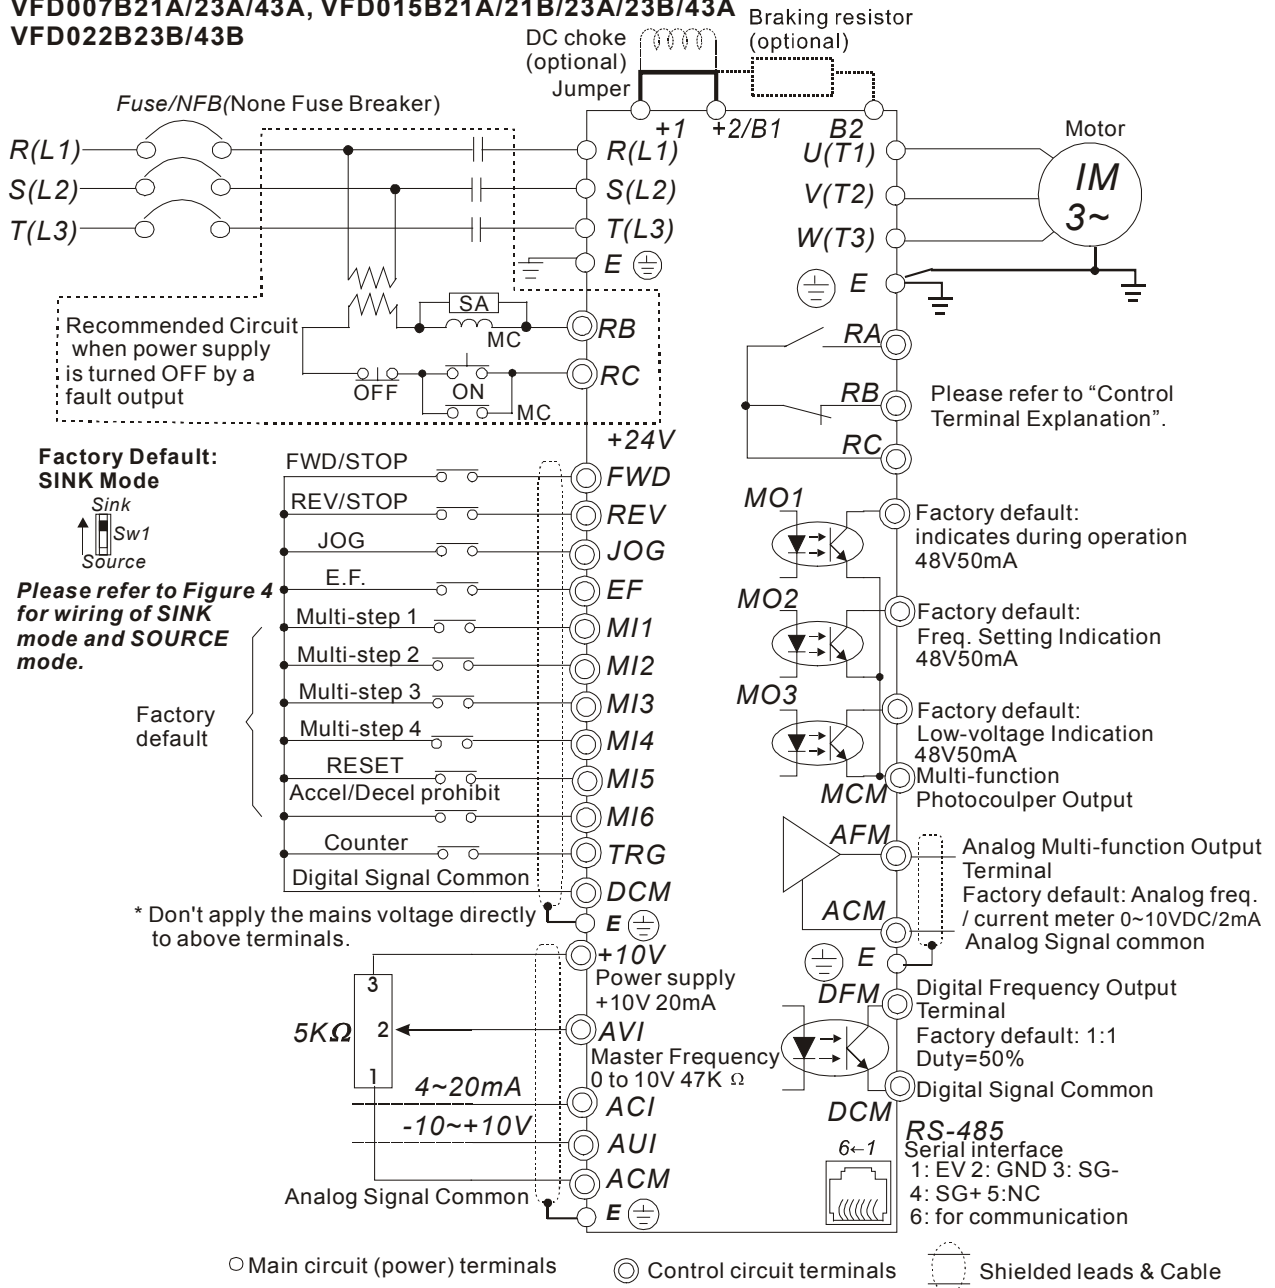 VFD007B21A/23A/43A, VFD015B21A/21B/23A/23B/43A
VFD022B23B/43B
Braking resistor
(optional)
DC choke
(optional)
Jumper
Fuse/NFB(None Fuse Breaker)
+1
+2/B1
B2
Motor
R(L1)
R(L1)
U(T1)
IM
3~
S(L2)
S(L2)
V(T2)
T(L3)
T(L3)
W(T3)
E
E
Recommended Circuit
when power supply
is turned OFF by a
fault output
SA
MC
RB
OFF
ON
MC
RC
RA
RB
RC
Please refer to “Control
Terminal Explanation”.
+24V
Factory Default:
SINK Mode
Sink
Sw1
Source
Please refer to Figure 4
for wiring of SINK
mode and SOURCE
mode.
Factory
default
FWD/STOP
FWD
REV/STOP
REV
JOG
JOG
E.F.
EF
Multi-step 1
MI1
Multi-step 2
MI2
Multi-step 3
MI3
Multi-step 4
MI4
RESET
MI5
Accel/Decel prohibit
MI6
Counter
TRG
Digital Signal Common
DCM
* Don't apply the mains voltage directly
to above terminals.
E
MO1
Factory default:
indicates during operation
48V50mA
MO2
Factory default:
Freq. Setting Indication
48V50mA
MO3
Factory default:
Low-voltage Indication
48V50mA
MCM
Multi-function
Photocoulper Output
AFM
Analog Multi-function Output
Terminal
Factory default: Analog freq.
/ current meter 0~10VDC/2mA
ACM
Analog Signal common
E
+10V
Power supply
+10V 20mA
3
5KΩ
2
1
AVI
Master Frequency
0 to 10V 47K Ω
4~20mA
ACI
-10~+10V
AUI
ACM
Analog Signal Common
E
DFM
Digital Frequency Output
Terminal
Factory default: 1:1
Duty=50%
DCM
Digital Signal Common
RS-485
Serial interface
6←1
1: EV 2: GND 3: SG-
4: SG+ 5:NC
6: for communication
Main circuit (power) terminals
Control circuit terminals
Shielded leads & Cable